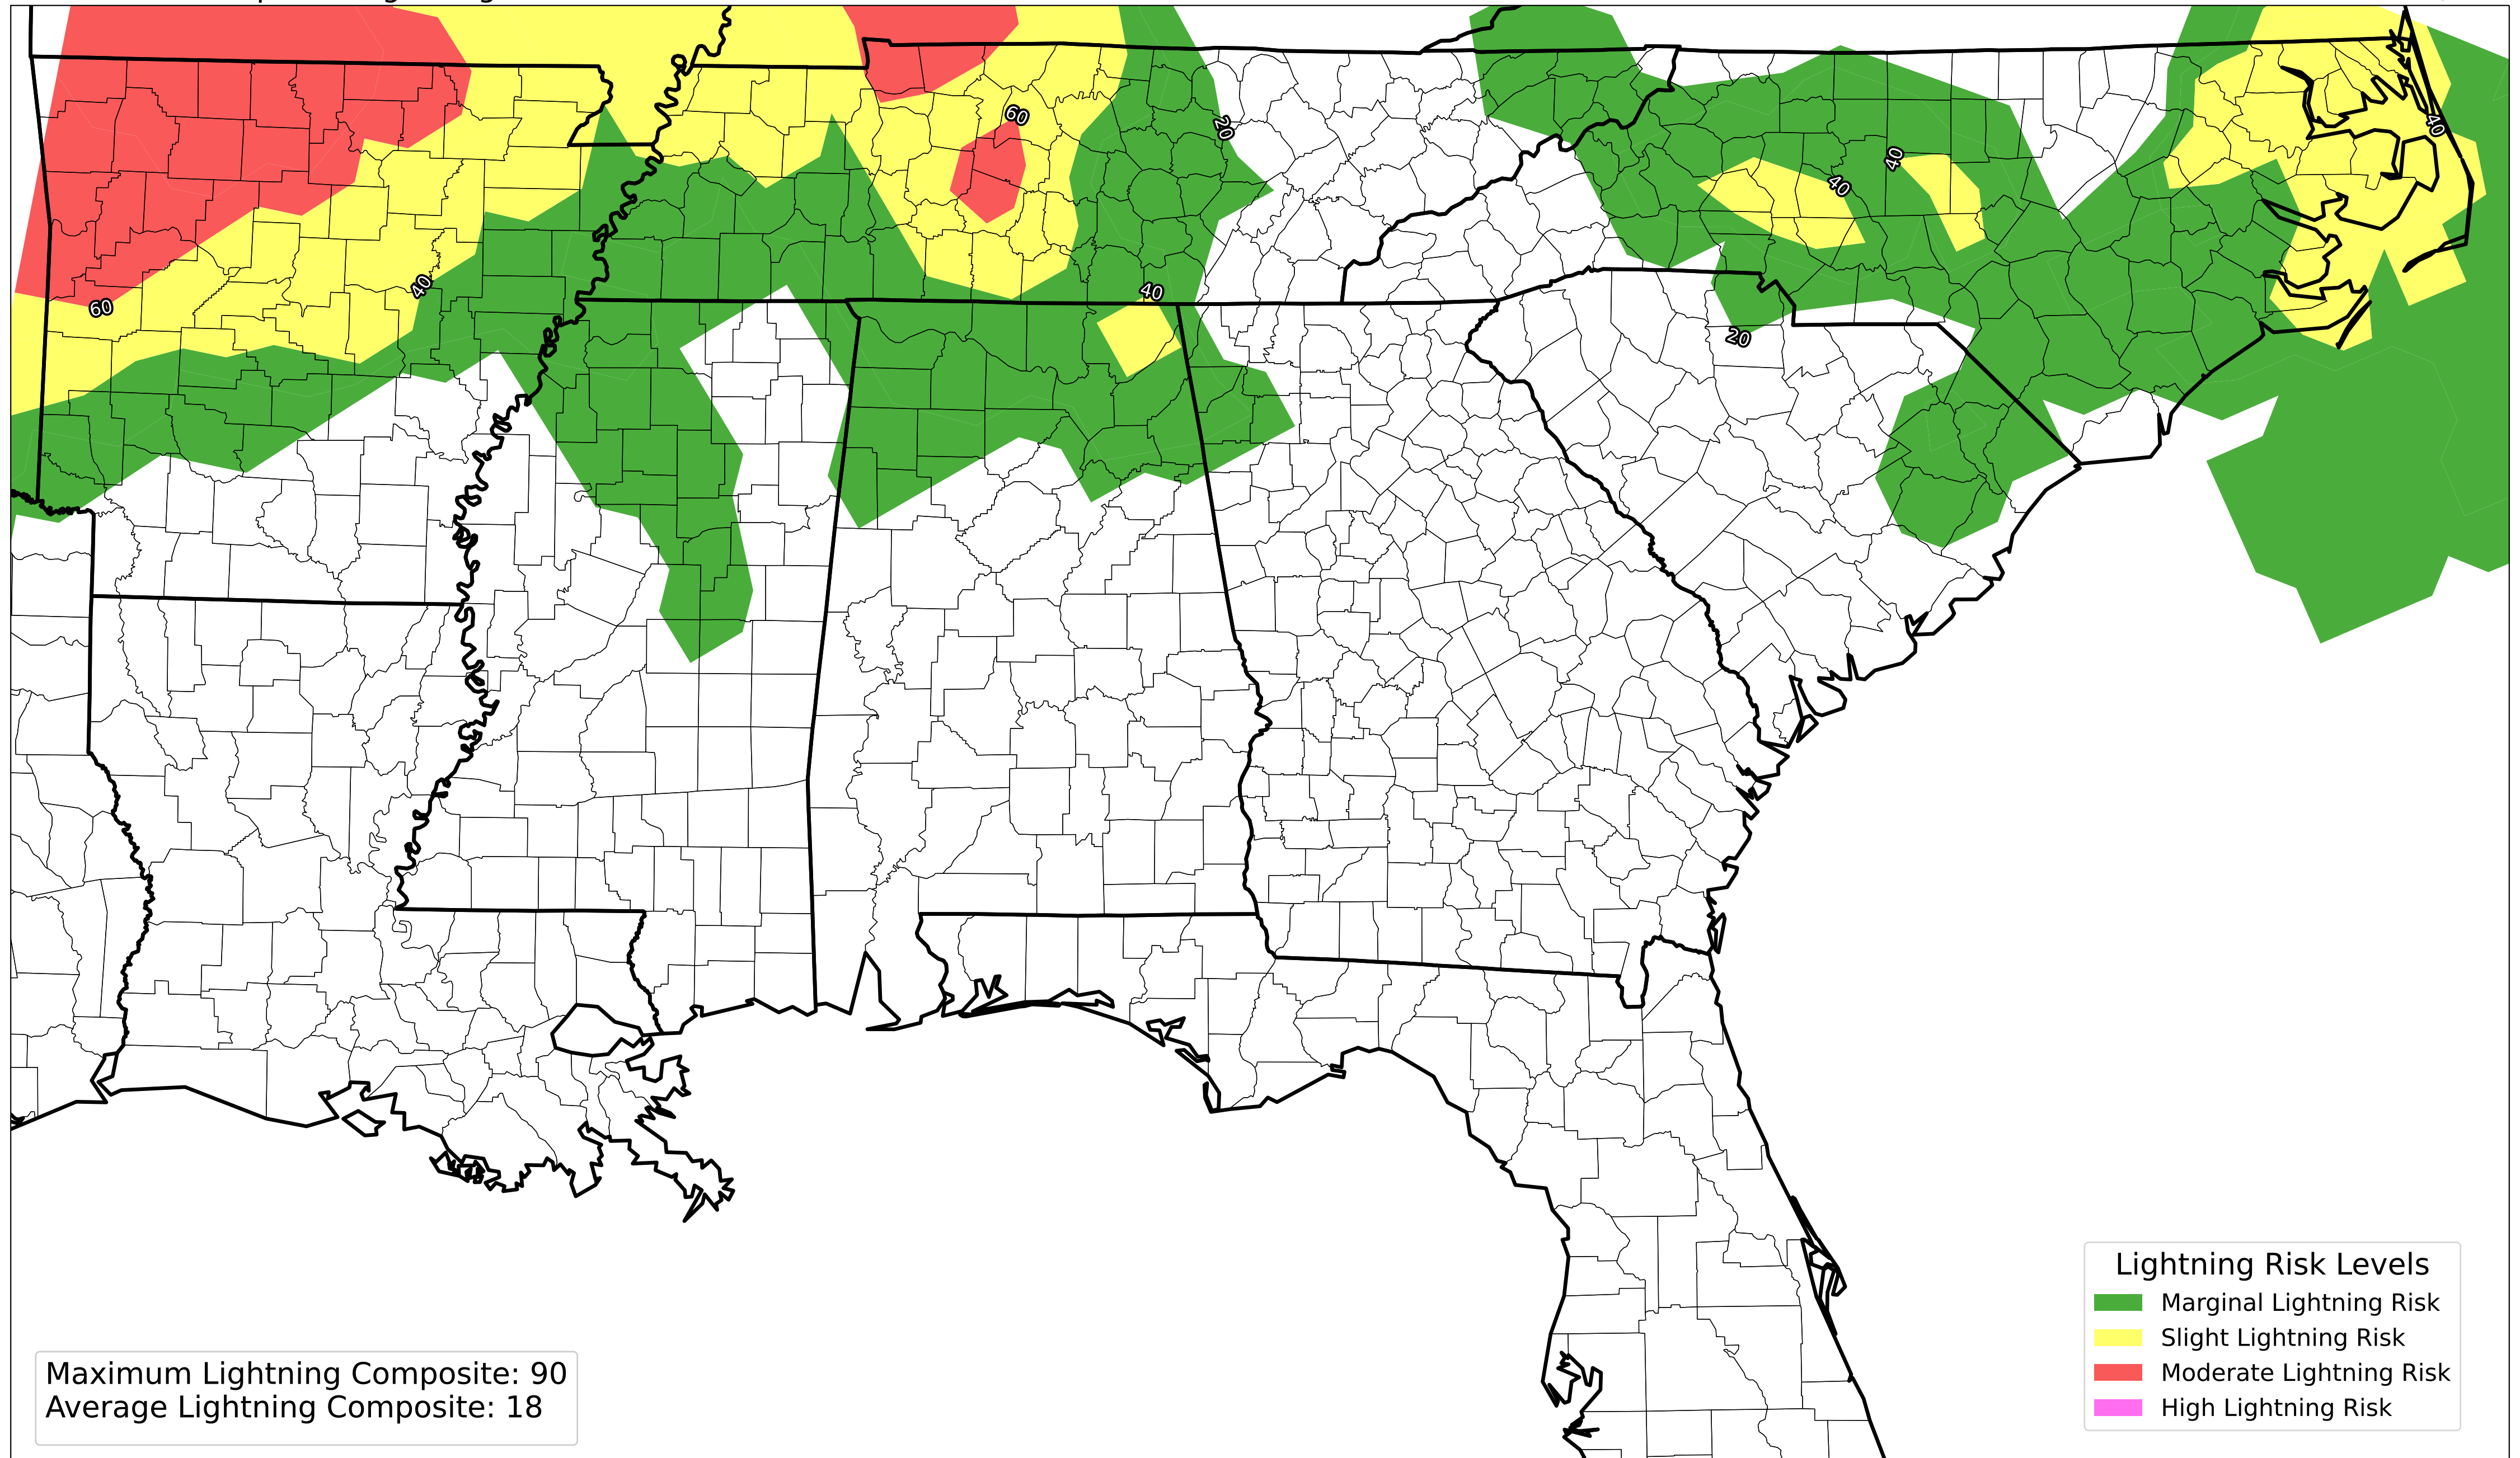 60
20
40
40
40
60
40
40
20
Lightning Risk Levels
Marginal Lightning Risk
Slight Lightning Risk
Moderate Lightning Risk
High Lightning Risk
Maximum Lightning Composite: 90
Average Lightning Composite: 18